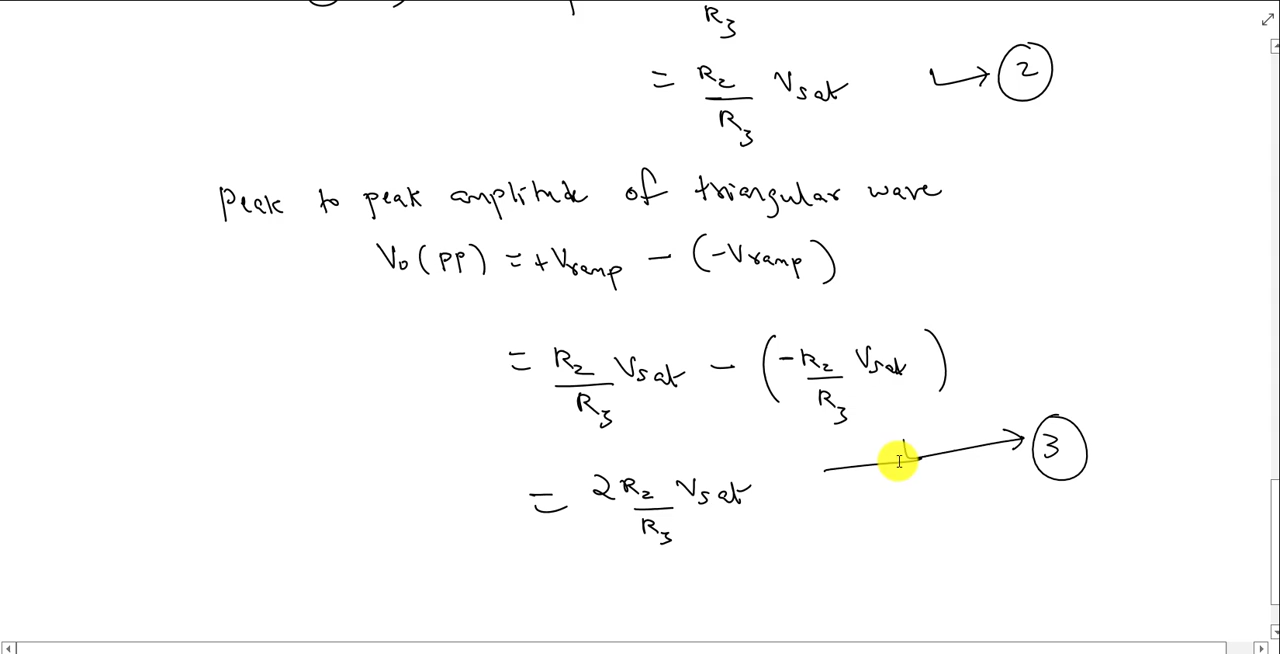 R3
= R2/R3 Vsat → 2
Peak to peak amplitude of triangular wave
Vo(PP) = +Vramp - (-Vramp)
= R2/R3 Vsat - (-R2/R3 Vsat)
→ 3
= 2R2/R3 Vsat